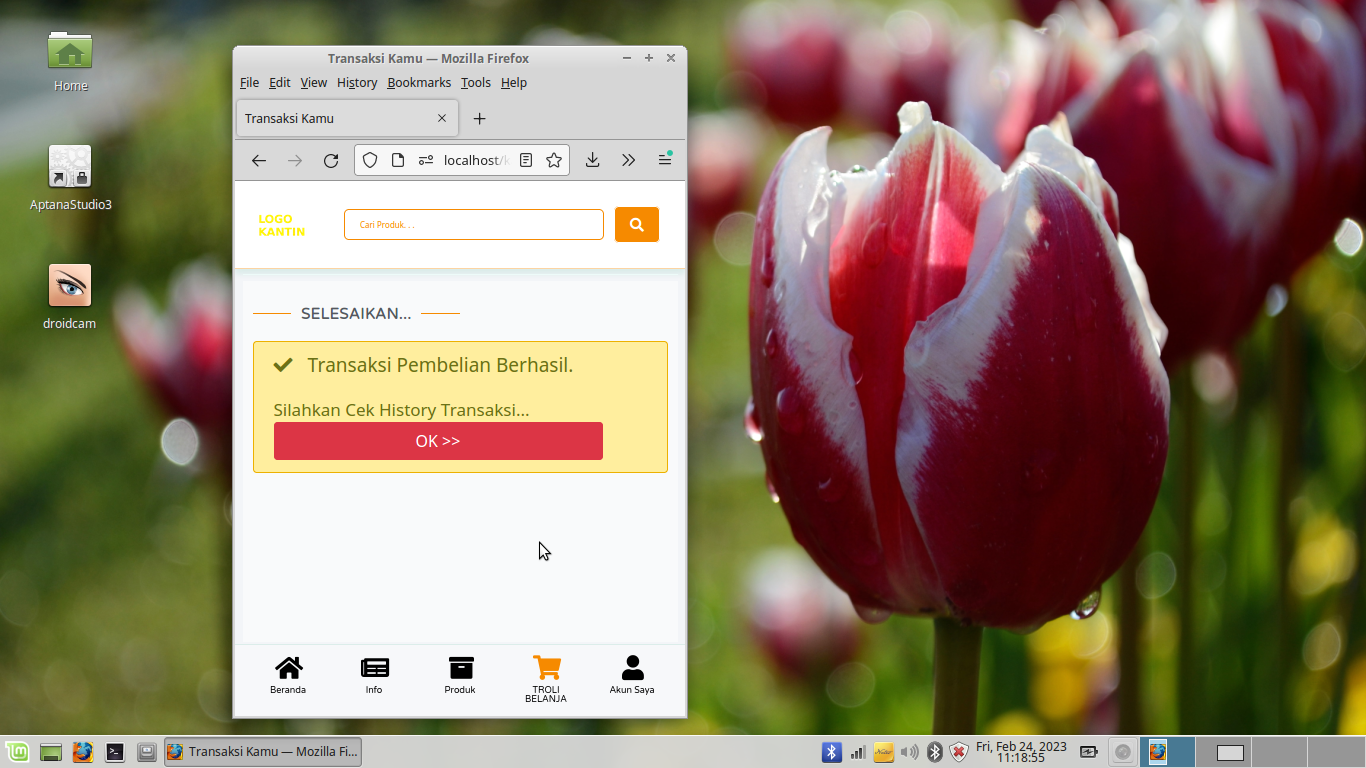 Home
AptanaStudio3
droidcam
Transaksi Kamu — Mozilla Firefox
File Edit View History Bookmarks Tools Help
Transaksi Kamu
localhost/
LOGO
KANTIN
Cari Produk. . .
SELESAIKAN...
Transaksi Pembelian Berhasil.
Silahkan Cek History Transaksi...
OK >>
Beranda
Info
Produk
TROLI
BELANJA
Akun Saya
Transaksi Kamu — Mozilla Fi...
Fri, Feb 24, 2023
11:18:55